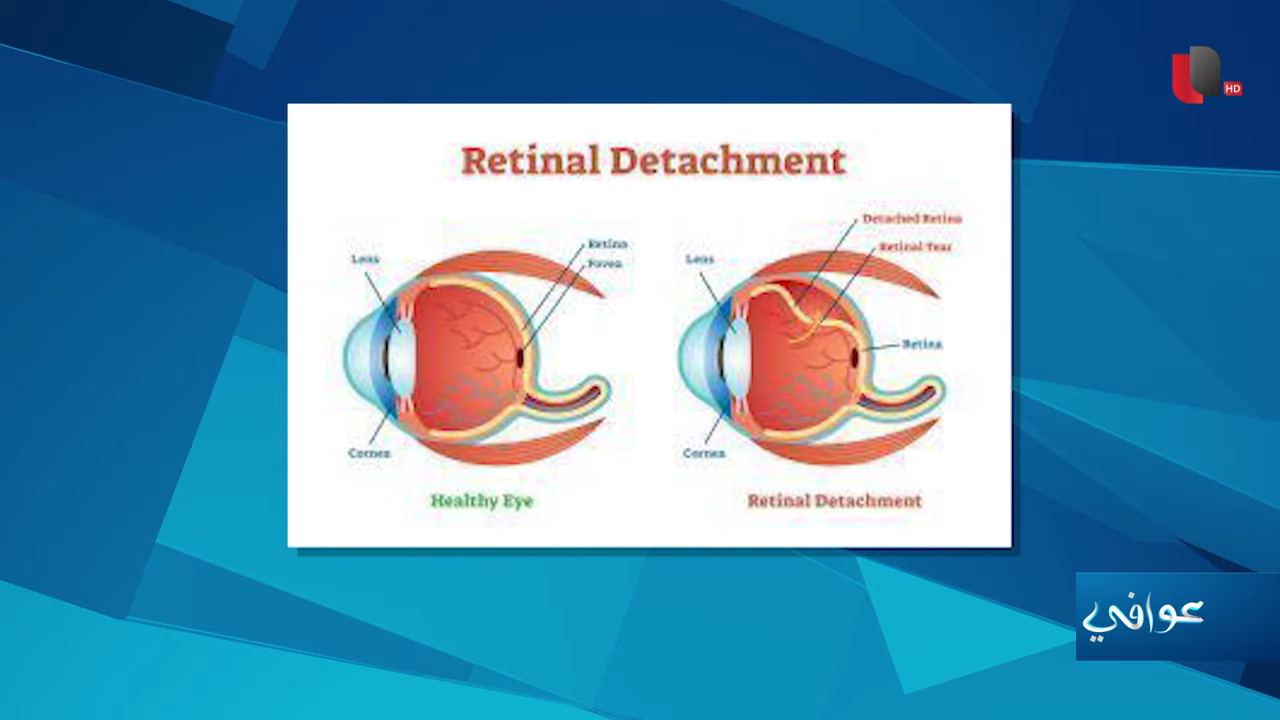 HD
Retinal Detachment
Lens
Retina
Fovea
Cornea
Healthy Eye
Detached Retina
Retinal Tear
Lens
Retina
Cornea
Retinal Detachment
عوافي